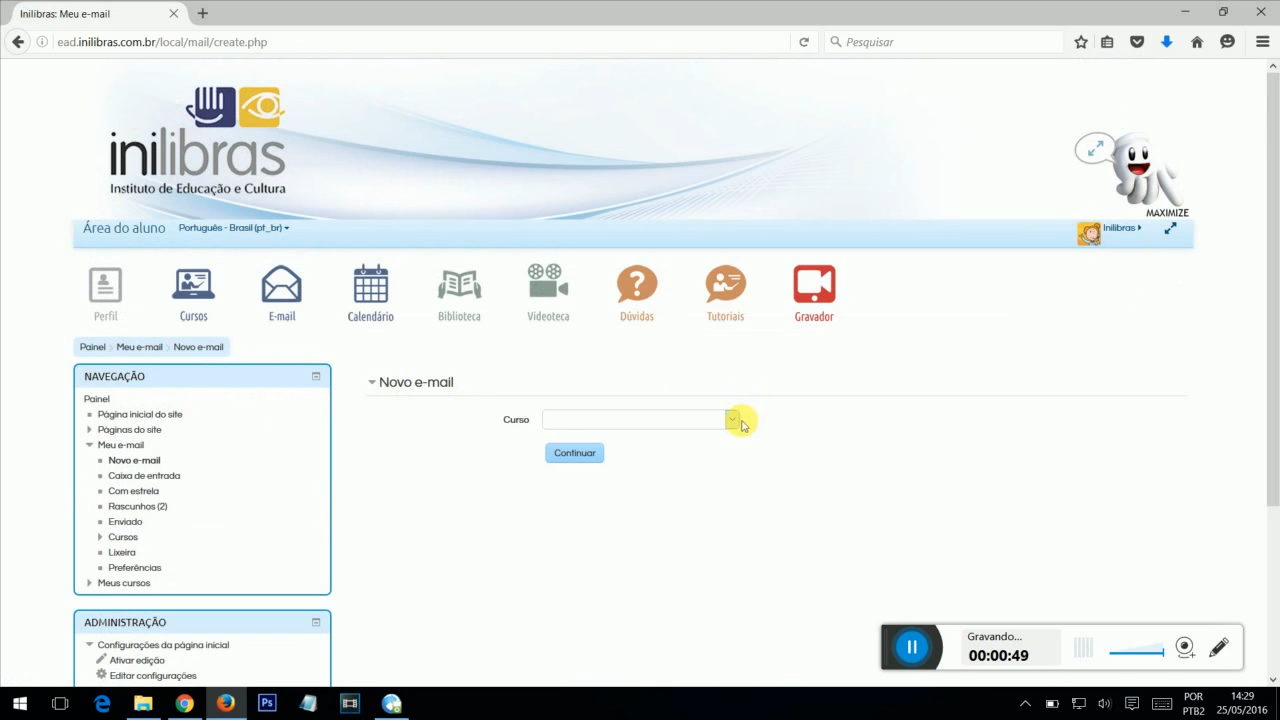 Inilibras: Meu e-mail
ead.inilibras.com.br/local/mail/create.php
Pesquisar
inilibras
Instituto de Educação e Cultura
MAXIMIZE
Área do aluno Português - Brasil (pt_br)
Inilibras
Perfil
Cursos
E-mail
Calendário
Biblioteca
Videoteca
Dúvidas
Tutoriais
Gravador
Painel Meu e-mail Novo e-mail
NAVEGAÇÃO
Painel
Página inicial do site
Páginas do site
Meu e-mail
Novo e-mail
Caixa de entrada
Com estrela
Rascunhos (2)
Enviado
Cursos
Lixeira
Preferências
Meus cursos
ADMINISTRAÇÃO
Configurações da página inicial
Ativar edição
Editar configurações
Novo e-mail
Curso
Continuar
Gravando...
00:00:49
Ps
POR
PTB2
14:29
25/05/2016